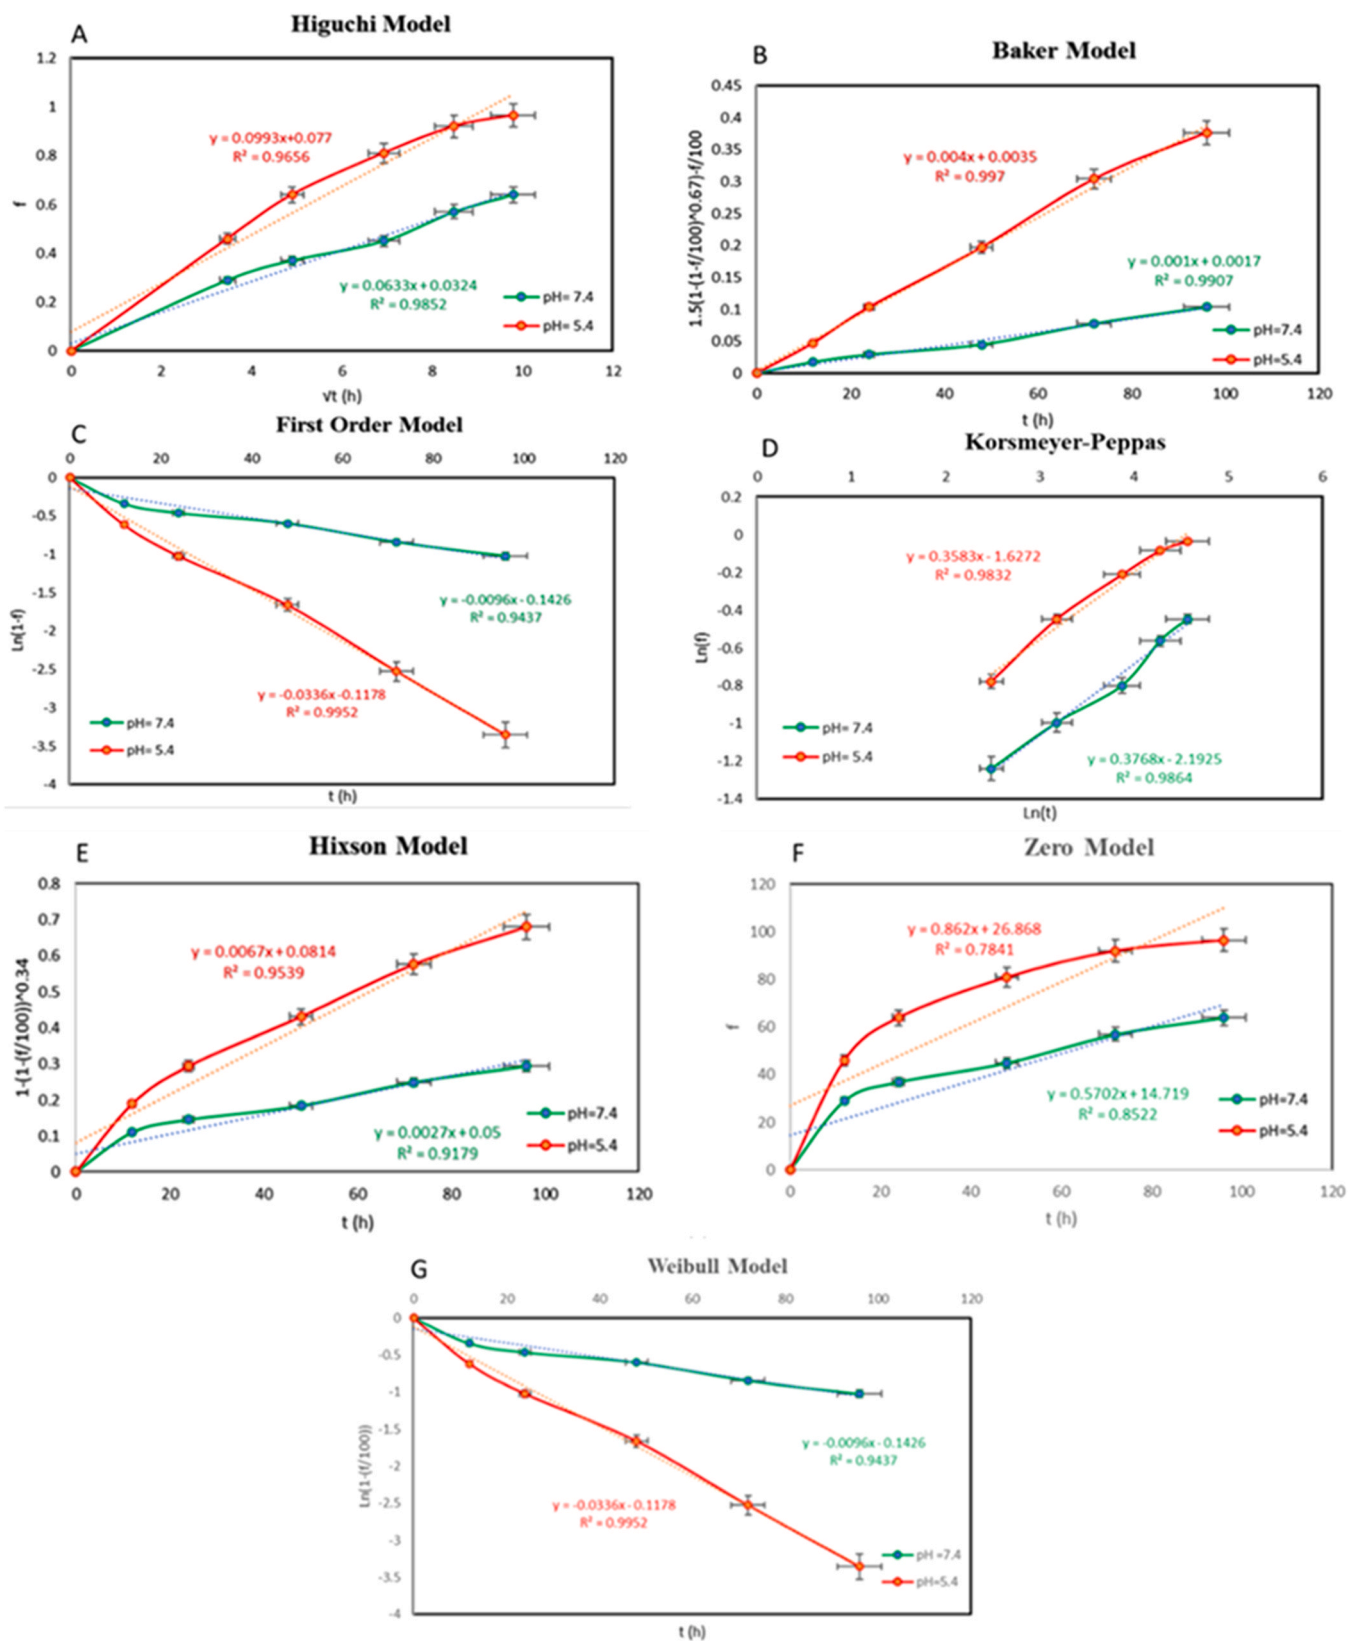 A
Higuchi Model
1.2
1
0.8
0.6
0.4
0.2
0
f
y = 0.0993x+0.077
R² = 0.9656
y = 0.0633x + 0.0324
R² = 0.9852
pH= 7.4
pH= 5.4
0 2 4 6 8 10 12
√t (h)
B
Baker Model
0.45
0.4
0.35
0.3
0.25
0.2
0.15
0.1
0.05
0
1.5(1-(1-f/100)^0.67)-f/100
y = 0.004x + 0.0035
R² = 0.997
y = 0.001x + 0.0017
R² = 0.9907
pH=7.4
pH=5.4
0 20 40 60 80 100 120
t (h)
C
First Order Model
0 20 40 60 80 100 120
0
-0.5
-1
-1.5
-2
-2.5
-3
-3.5
-4
Ln(1-f)
y = -0.0096x - 0.1426
R² = 0.9437
y = -0.0336x -0.1178
R² = 0.9952
pH= 7.4
pH= 5.4
t (h)
D
Korsmeyer-Peppas
0 1 2 3 4 5 6
0.2
0
-0.2
-0.4
-0.6
-0.8
-1
-1.2
-1.4
Ln(f)
y = 0.3583x - 1.6272
R² = 0.9832
pH= 7.4
pH= 5.4
y = 0.3768x - 2.1925
R² = 0.9864
Ln(t)
E
Hixson Model
0.8
0.7
0.6
0.5
0.4
0.3
0.2
0.1
0
1-(1-(f/100))^0.34
y = 0.0067x + 0.0814
R² = 0.9539
y = 0.0027x + 0.05
R² = 0.9179
pH=7.4
pH=5.4
0 20 40 60 80 100 120
t (h)
F
Zero Model
120
100
80
60
40
20
0
f
y = 0.862x + 26.868
R² = 0.7841
y = 0.5702x + 14.719
R² = 0.8522
pH=7.4
pH=5.4
0 20 40 60 80 100 120
t (h)
G
Weibull Model
0 20 40 60 80 100 120
0
-0.5
-1
-1.5
-2
-2.5
-3
-3.5
-4
Ln(1-(f/100))
y = -0.0096x - 0.1426
R² = 0.9437
y = -0.0336x -0.1178
R² = 0.9952
pH =7.4
pH=5.4
t (h)